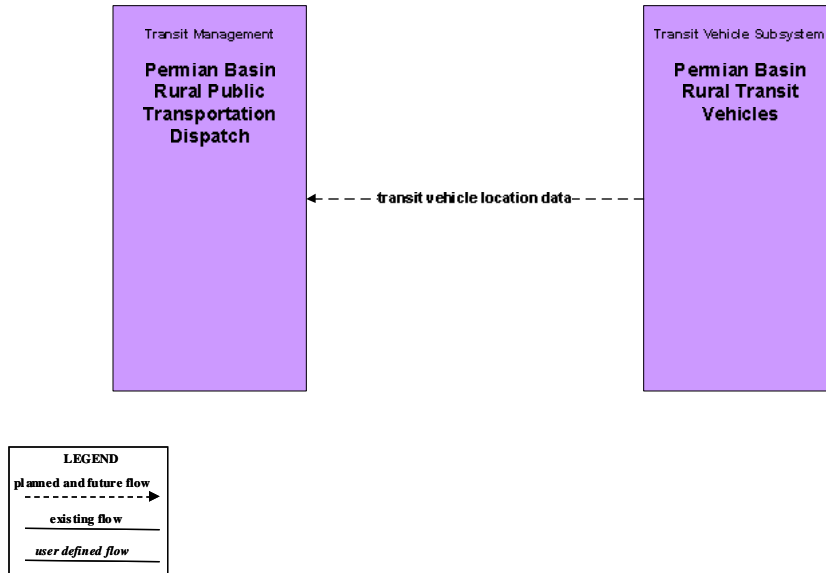 Transit Management
Permian Basin
Rural Public
Transportation
Dispatch
Transit Vehicle Subsystem
Permian Basin
Rural Transit
Vehicles
transit vehicle location data
LEGEND
planned and future flow
existing flow
user defined flow